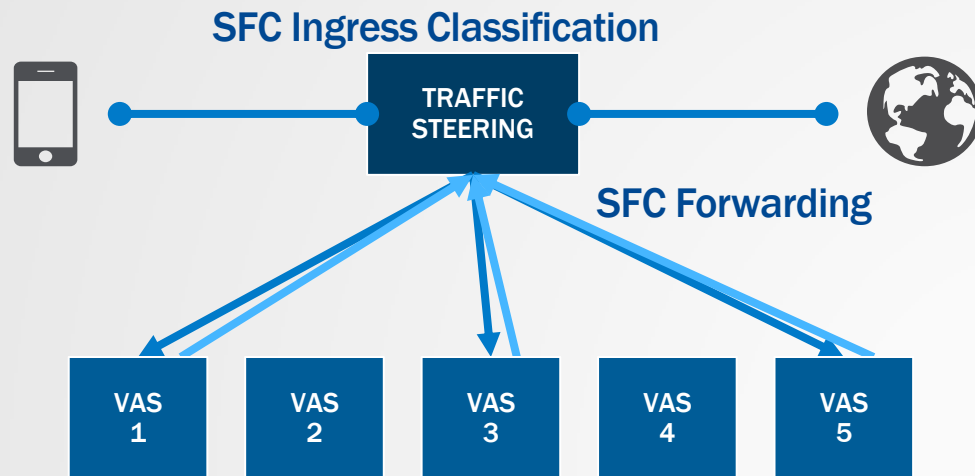 SFC Ingress Classification
TRAFFIC
STEERING
SFC Forwarding
VAS
1
VAS
2
VAS
3
VAS
4
VAS
5